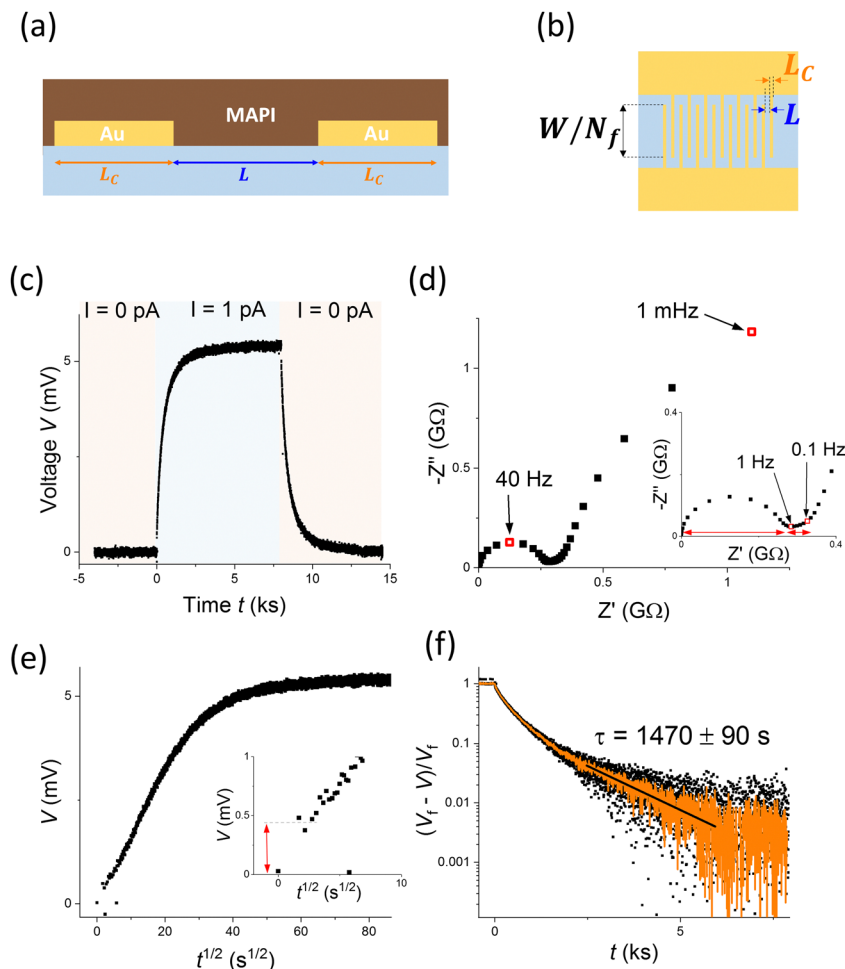 (a)
MAPI
Au
Au
L_C
L
L_C
(b)
L_C
L
W/N_f
(c)
I = 0 pA
I = 1 pA
I = 0 pA
5
0
Voltage V (mV)
-5
0
5
10
15
Time t (ks)
(d)
1 mHz
40 Hz
1
0.5
0
-Z'' (GΩ)
0
0.5
1
Z' (GΩ)
0.4
0
-Z'' (GΩ)
1 Hz
0.1 Hz
0
0.4
Z' (GΩ)
(e)
5
0
V (mV)
0
20
40
60
80
t^1/2 (s^1/2)
1
0.5
0
V (mV)
0
10
t^1/2 (s^1/2)
(f)
τ = 1470 ± 90 s
1
0.1
0.01
0.001
(V_f - V)/V_f
0
5
t (ks)